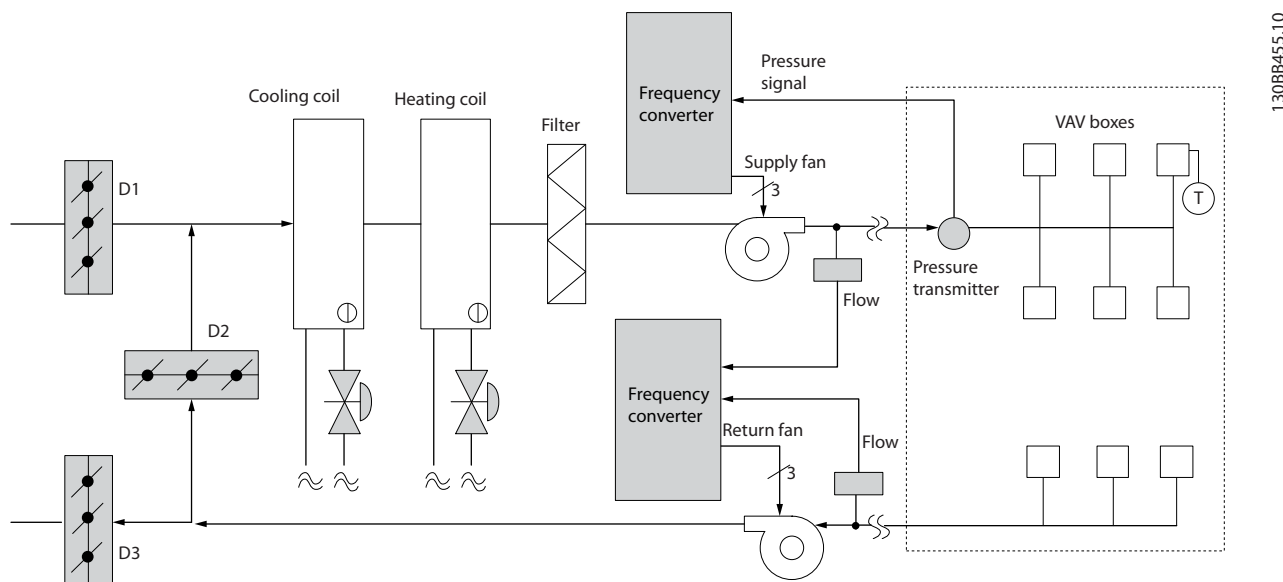 130BB455.10
Pressure
signal
Cooling coil
Heating coil
Filter
Frequency
converter
VAV boxes
Supply fan
3
D1
T
Pressure
transmitter
Flow
D2
Frequency
converter
Return fan
Flow
3
D3